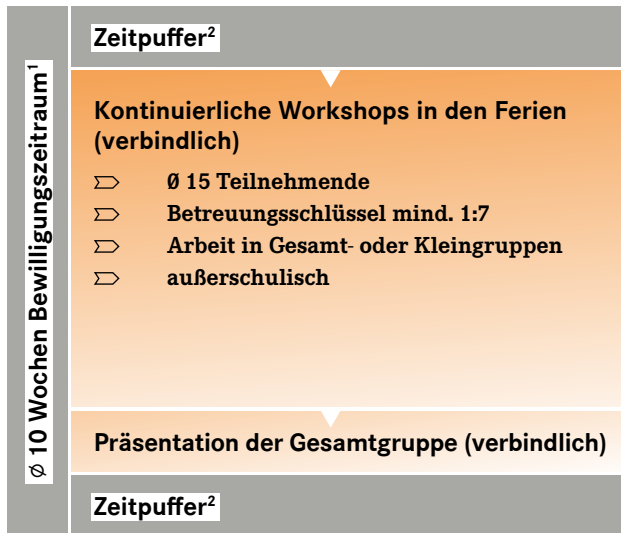 Ø 10 Wochen Bewilligungszeitraum¹
Zeitpuffer²
Kontinuierliche Workshops in den Ferien
(verbindlich)
Ø 15 Teilnehmende
Betreuungsschlüssel mind. 1:7
Arbeit in Gesamt- oder Kleingruppen
außerschulisch
Präsentation der Gesamtgruppe (verbindlich)
Zeitpuffer²